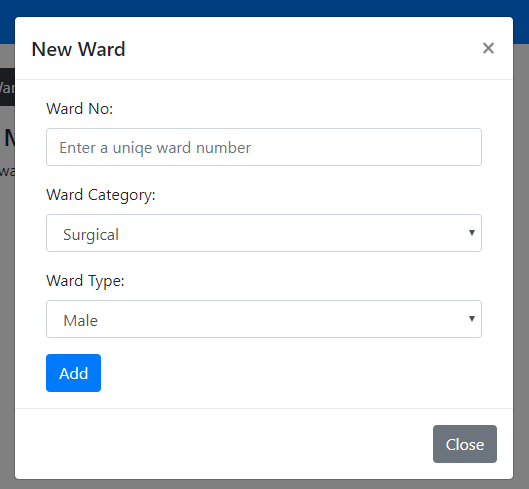 New Ward
×
Ward No:
Enter a uniqe ward number
Ward Category:
Surgical
Ward Type:
Male
Add
Close